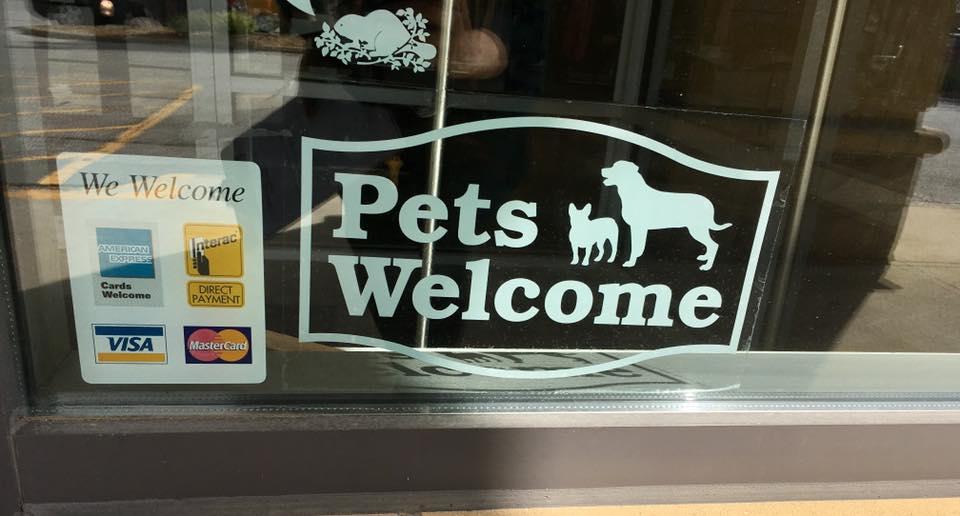 We Welcome
AMERICAN
EXPRESS
Cards
Welcome
Interac
DIRECT
PAYMENT
VISA
MasterCard
Pets
Welcome